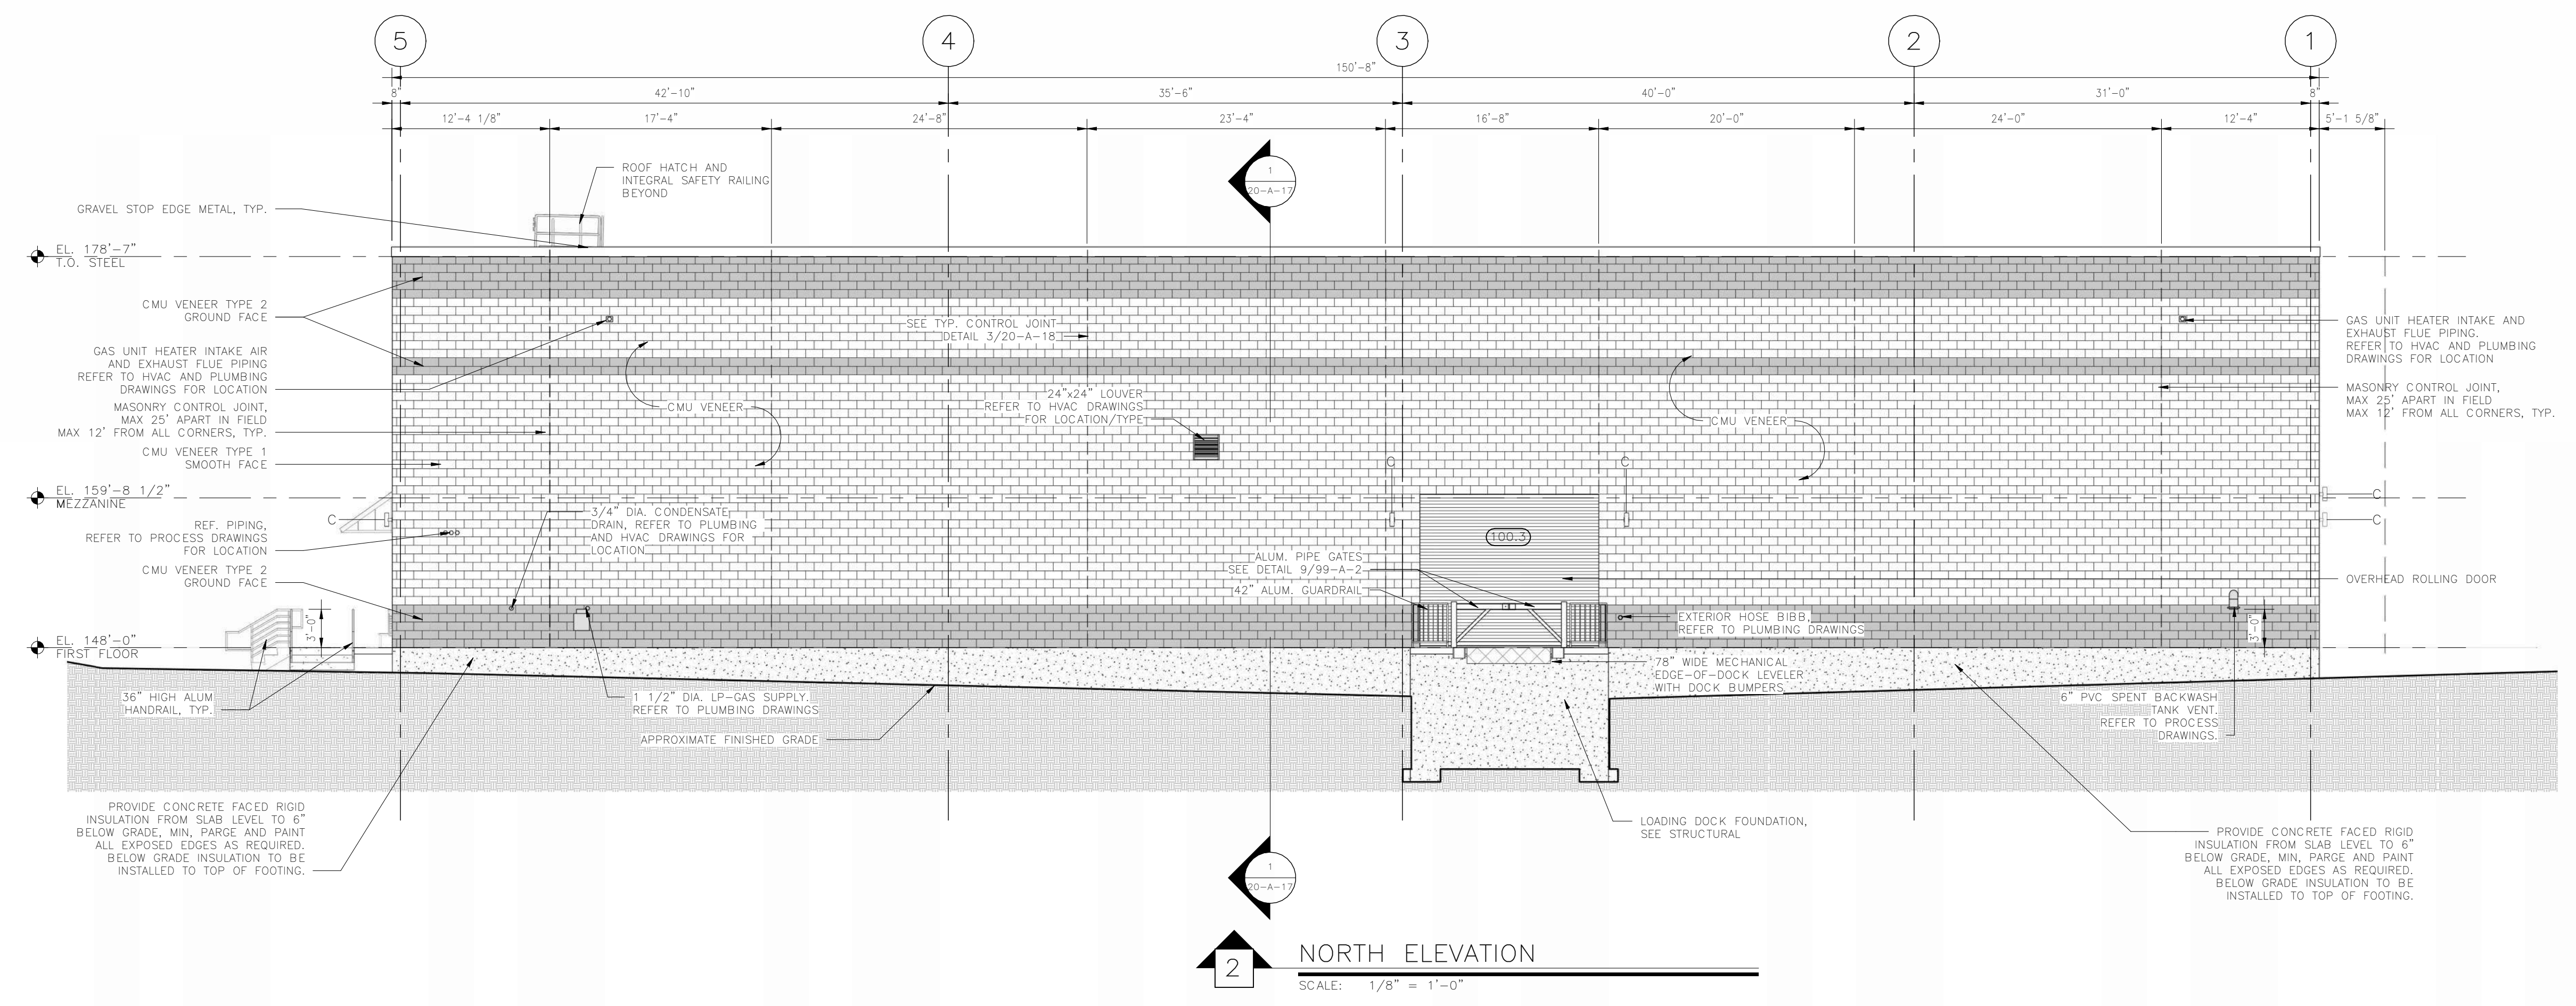 5
4
3
2
1
150'-8"
8"
42'-10"
35'-6"
40'-0"
31'-0"
8"
12'-4 1/8"
17'-4"
24'-8"
23'-4"
16'-8"
20'-0"
24'-0"
12'-4"
5'-1 5/8"
ROOF HATCH AND
INTEGRAL SAFETY RAILING
BEYOND
1
20-A-17
GRAVEL STOP EDGE METAL, TYP.
EL. 178'-7"
T.O. STEEL
CMU VENEER TYPE 2
GROUND FACE
GAS UNIT HEATER INTAKE AIR
AND EXHAUST FLUE PIPING
REFER TO HVAC AND PLUMBING
DRAWINGS FOR LOCATION
MASONRY CONTROL JOINT,
MAX 25' APART IN FIELD
MAX 12' FROM ALL CORNERS, TYP.
CMU VENEER TYPE 1
SMOOTH FACE
EL. 159'-8 1/2"
MEZZANINE
C
REF. PIPING,
REFER TO PROCESS DRAWINGS
FOR LOCATION
CMU VENEER TYPE 2
GROUND FACE
3'-0"
EL. 148'-0"
FIRST FLOOR
36" HIGH ALUM
HANDRAIL, TYP.
SEE TYP. CONTROL JOINT
DETAIL 3/20-A-18
CMU VENEER
24"x24" LOUVER
REFER TO HVAC DRAWINGS
FOR LOCATION/TYPE
CMU VENEER
3/4" DIA. CONDENSATE
DRAIN, REFER TO PLUMBING
AND HVAC DRAWINGS FOR
LOCATION
C
C
100.3
ALUM. PIPE GATES
SEE DETAIL 9/99-A-2
42" ALUM. GUARDRAIL
EXTERIOR HOSE BIBB,
REFER TO PLUMBING DRAWINGS
78" WIDE MECHANICAL
EDGE-OF-DOCK LEVELER
WITH DOCK BUMPERS
1 1/2" DIA. LP-GAS SUPPLY.
REFER TO PLUMBING DRAWINGS
APPROXIMATE FINISHED GRADE
GAS UNIT HEATER INTAKE AND
EXHAUST FLUE PIPING.
REFER TO HVAC AND PLUMBING
DRAWINGS FOR LOCATION
MASONRY CONTROL JOINT,
MAX 25' APART IN FIELD
MAX 12' FROM ALL CORNERS, TYP.
C
C
OVERHEAD ROLLING DOOR
3'-0"
6" PVC SPENT BACKWASH
TANK VENT.
REFER TO PROCESS
DRAWINGS.
PROVIDE CONCRETE FACED RIGID
INSULATION FROM SLAB LEVEL TO 6"
BELOW GRADE, MIN, PARGE AND PAINT
ALL EXPOSED EDGES AS REQUIRED.
BELOW GRADE INSULATION TO BE
INSTALLED TO TOP OF FOOTING.
LOADING DOCK FOUNDATION,
SEE STRUCTURAL
PROVIDE CONCRETE FACED RIGID
INSULATION FROM SLAB LEVEL TO 6"
BELOW GRADE, MIN, PARGE AND PAINT
ALL EXPOSED EDGES AS REQUIRED.
BELOW GRADE INSULATION TO BE
INSTALLED TO TOP OF FOOTING.
1
20-A-17
2
NORTH ELEVATION
SCALE: 1/8" = 1'-0"